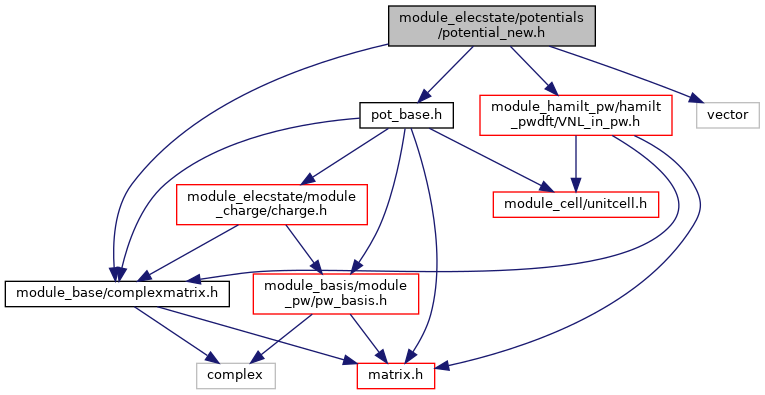 module_elecstate/potentials
/potential_new.h
pot_base.h
module_hamilt_pw/hamilt
_pwdft/VNL_in_pw.h
vector
module_elecstate/module
_charge/charge.h
module_cell/unitcell.h
module_base/complexmatrix.h
module_basis/module
_pw/pw_basis.h
complex
matrix.h